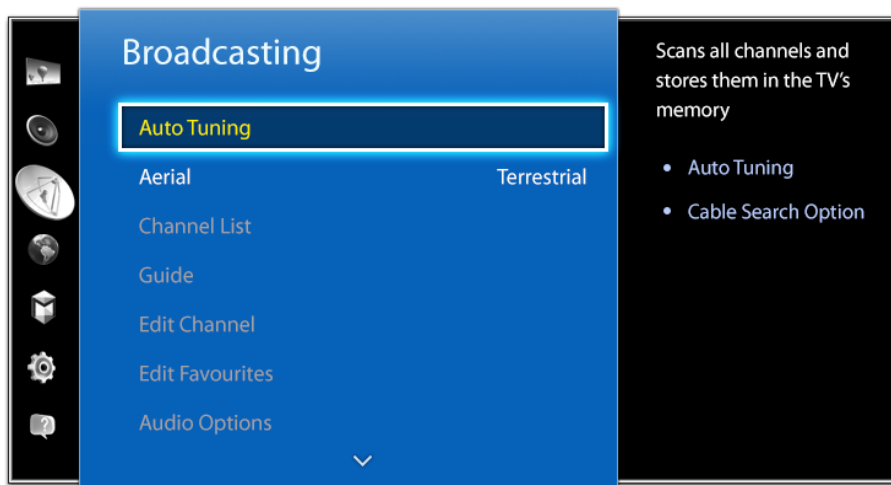 Broadcasting
Auto Tuning
Aerial Terrestrial
Channel List
Guide
Edit Channel
Edit Favourites
Audio Options
Scans all channels and
stores them in the TV's
memory
• Auto Tuning
• Cable Search Option
?